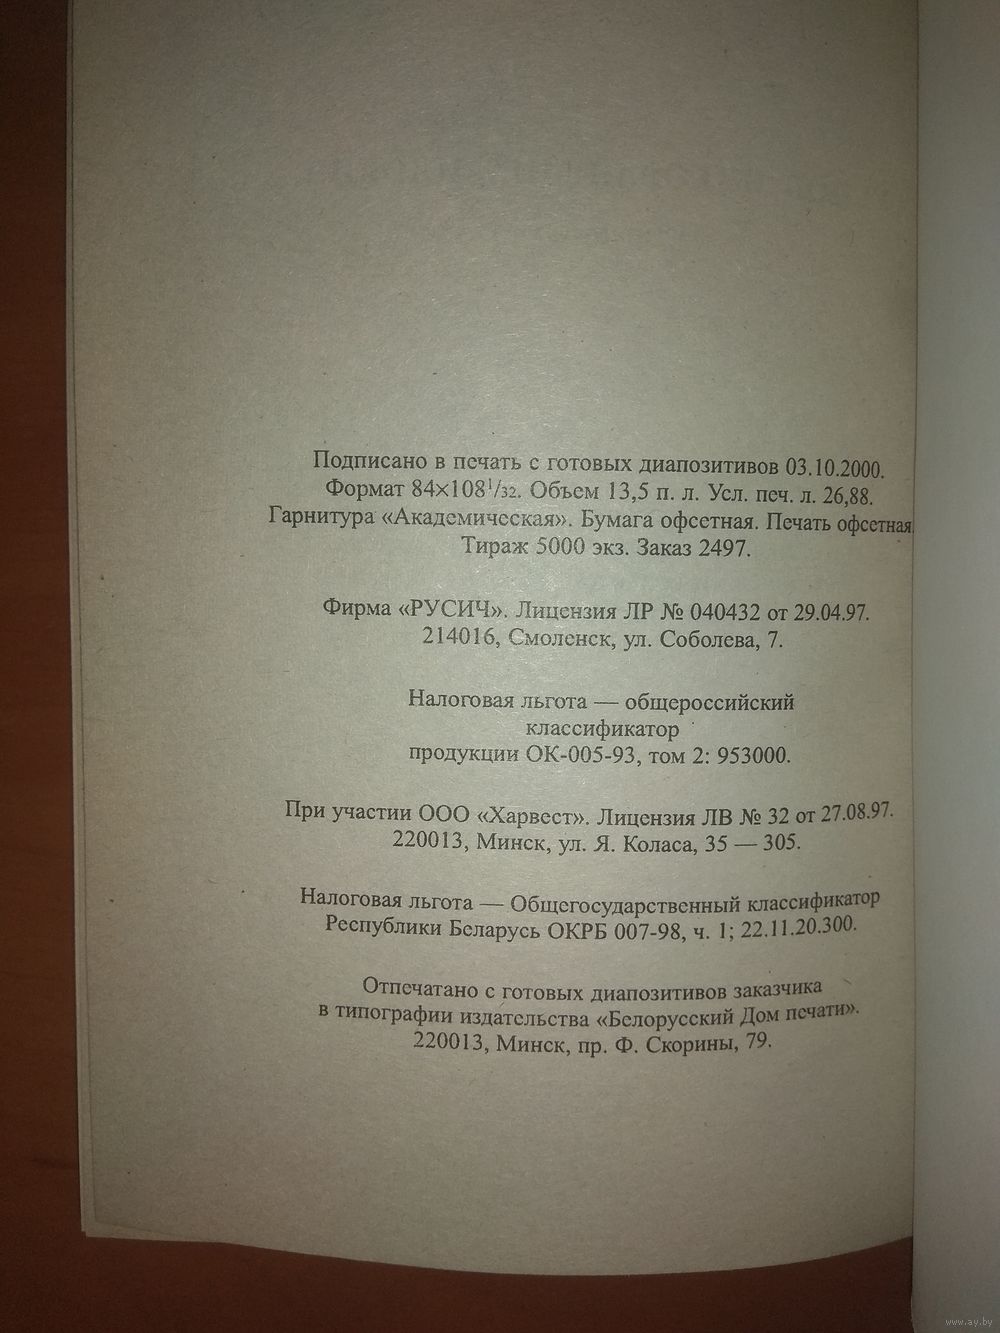 Подписано в печать с готовых диапозитивов 03.10.2000.
Формат 84×108¹/₃₂. Объем 13,5 п. л. Усл. печ. л. 26,88.
Гарнитура «Академическая». Бумага офсетная. Печать офсетная.
Тираж 5000 экз. Заказ 2497.
Фирма «РУСИЧ». Лицензия ЛР № 040432 от 29.04.97.
214016, Смоленск, ул. Соболева, 7.
Налоговая льгота — общероссийский
классификатор
продукции ОК-005-93, том 2: 953000.
При участии ООО «Харвест». Лицензия ЛВ № 32 от 27.08.97.
220013, Минск, ул. Я. Коласа, 35 — 305.
Налоговая льгота — Общегосударственный классификатор
Республики Беларусь ОКРБ 007-98, ч. 1; 22.11.20.300.
Отпечатано с готовых диапозитивов заказчика
в типографии издательства «Белорусский Дом печати».
220013, Минск, пр. Ф. Скорины, 79.
www.ay.by